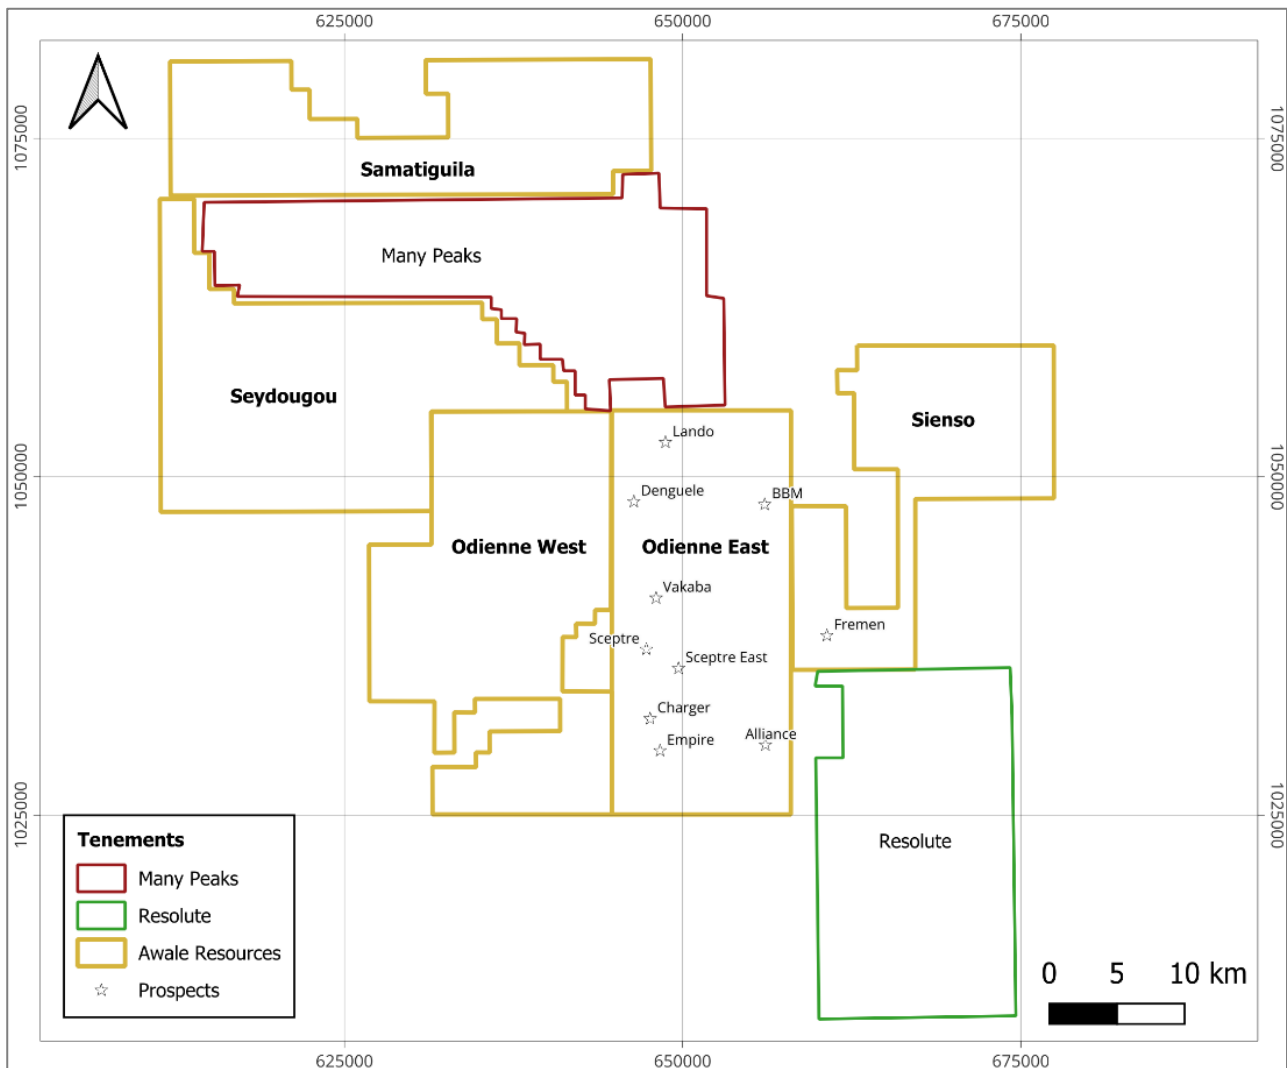 625000
650000
675000
1075000
1075000
Samatiguila
Many Peaks
Seydougou
Sienso
Lando
1050000
Denguele
BBM
1050000
Odienne West
Odienne East
Vakaba
Sceptre
Fremen
Sceptre East
Charger
Empire
Alliance
1025000
1025000
Resolute
Tenements
Many Peaks
Resolute
Awale Resources
Prospects
0 5 10 km
625000
650000
675000